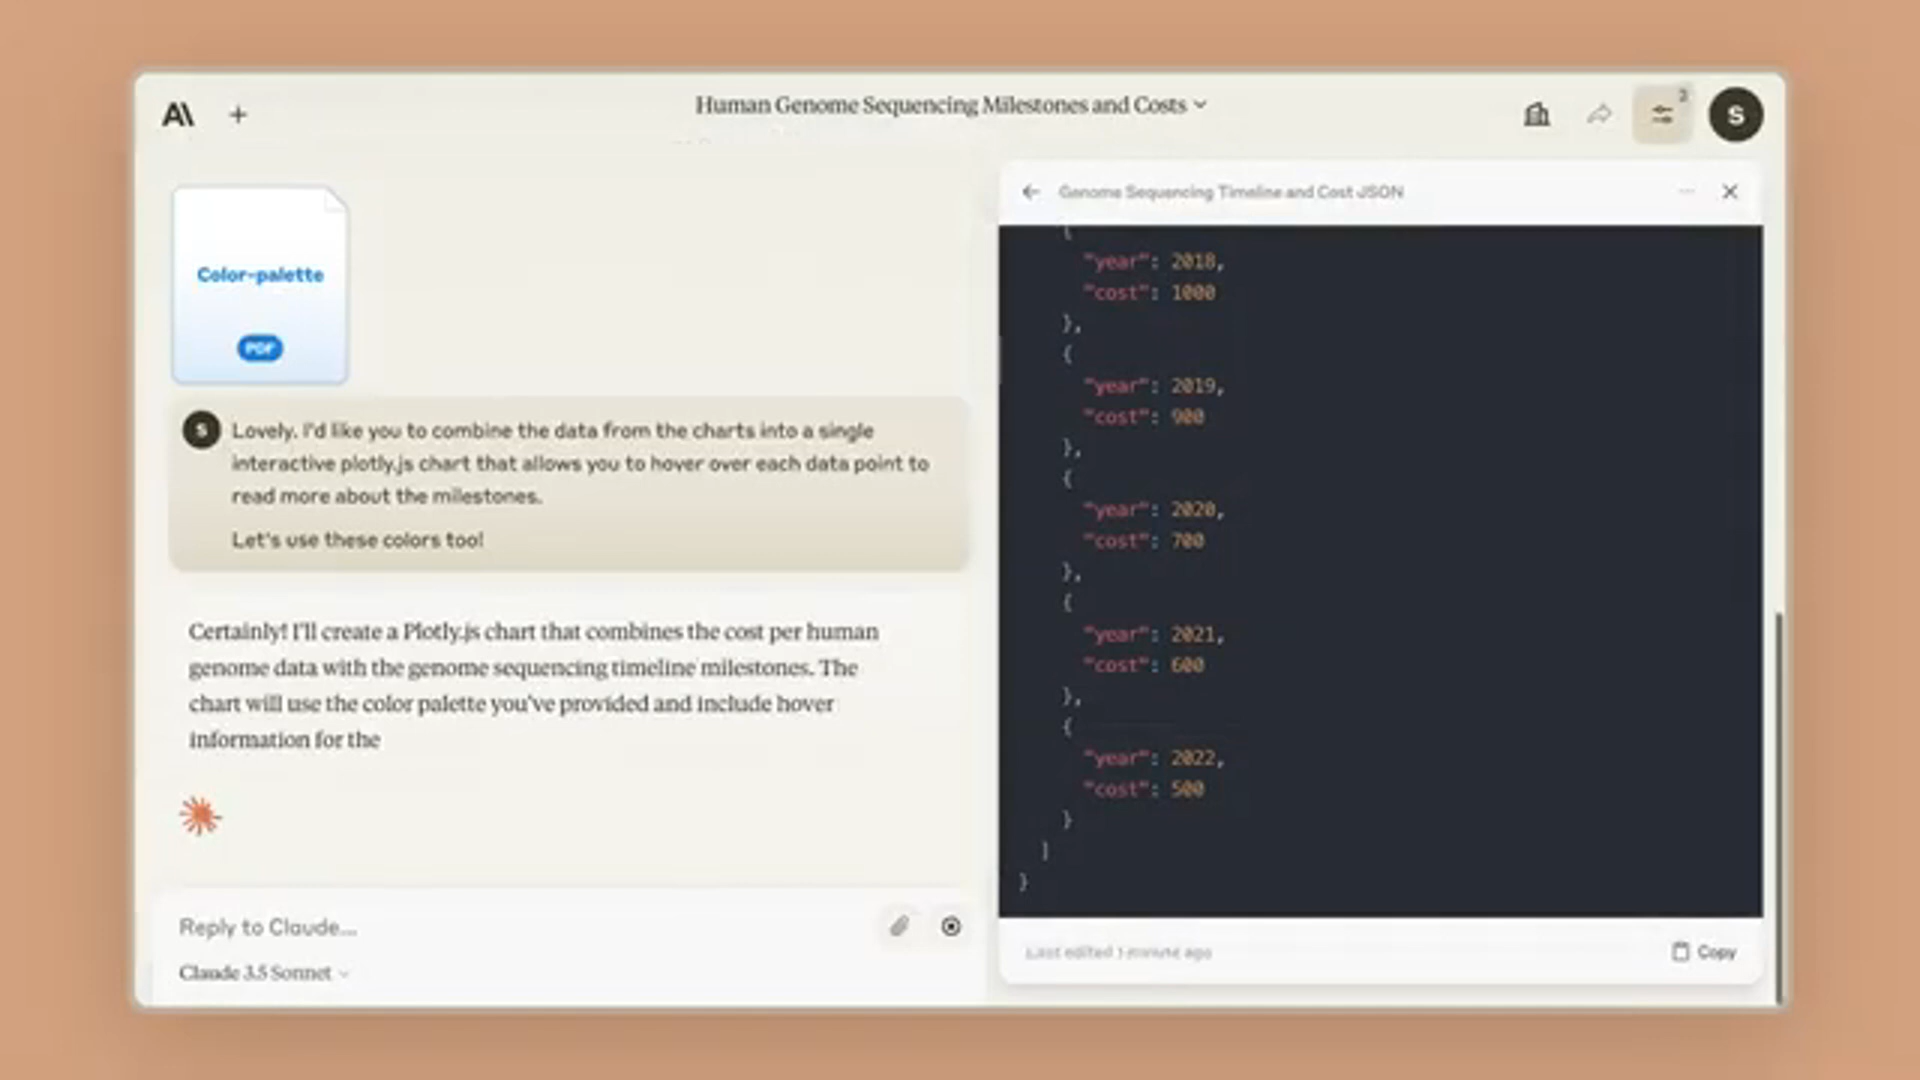 Human Genome Sequencing Milestones and Costs
3
S
Color-palette
PDF
S
Lovely. I'd like you to combine the data from the charts into a single
interactive plotly.js chart that allows you to hover over each data point to
read more about the milestones.
Let's use these colors too!
Certainly! I'll create a Plotly.js chart that combines the cost per human
genome data with the genome sequencing timeline milestones. The
chart will use the color palette you've provided and include hover
information for the
Reply to Claude...
Claude 3.5 Sonnet
Genome Sequencing Timeline and Cost JSON
{
"year": 2018,
"cost": 1000
},
{
"year": 2019,
"cost": 900
},
{
"year": 2020,
"cost": 700
},
{
"year": 2021,
"cost": 600
},
{
"year": 2022,
"cost": 500
}
]
}
Last edited 1 minute ago
Copy